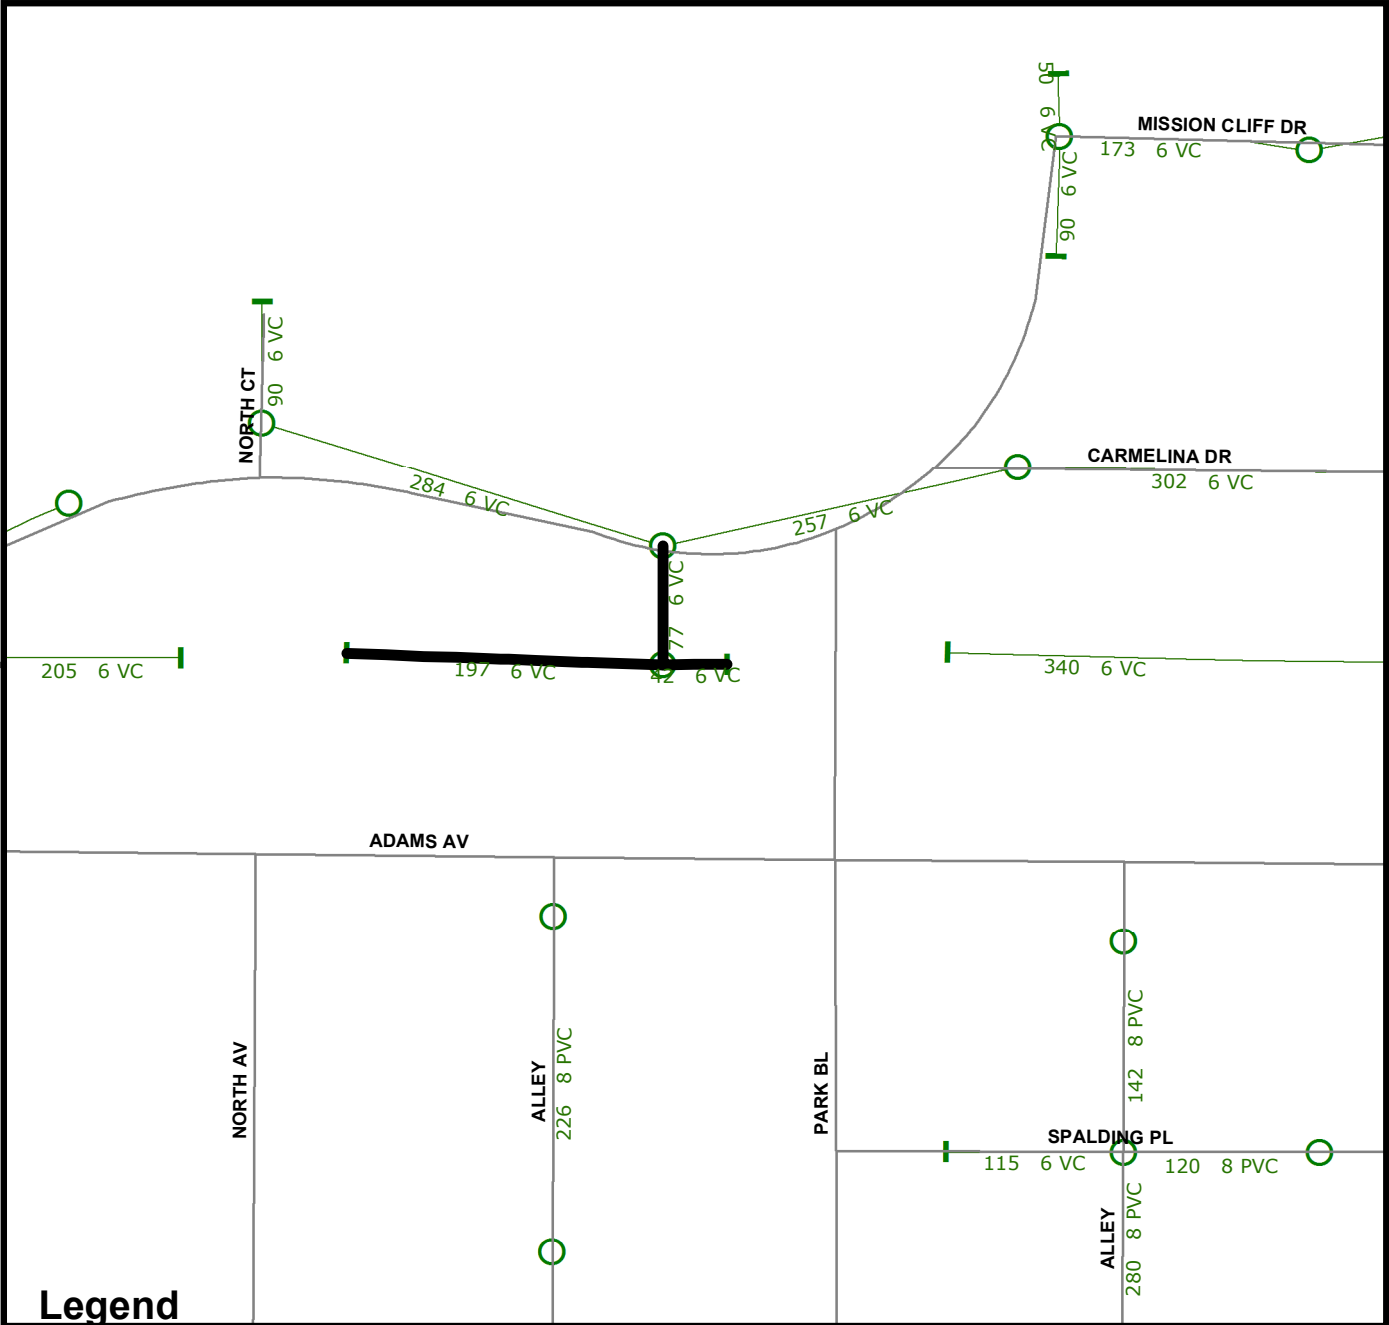 50   6 VC
MISSION CLIFF DR
173   6 VC
90   6 VC
90   6 VC
NORTH CT
284   6 VC
CARMELINA DR
302   6 VC
257   6 VC
77   6 VC
205   6 VC
197   6 VC
42   6 VC
340   6 VC
ADAMS AV
NORTH AV
ALLEY
226   8 PVC
PARK BL
142   8 PVC
SPALDING PL
115   6 VC
120   8 PVC
ALLEY
280   8 PVC
Legend